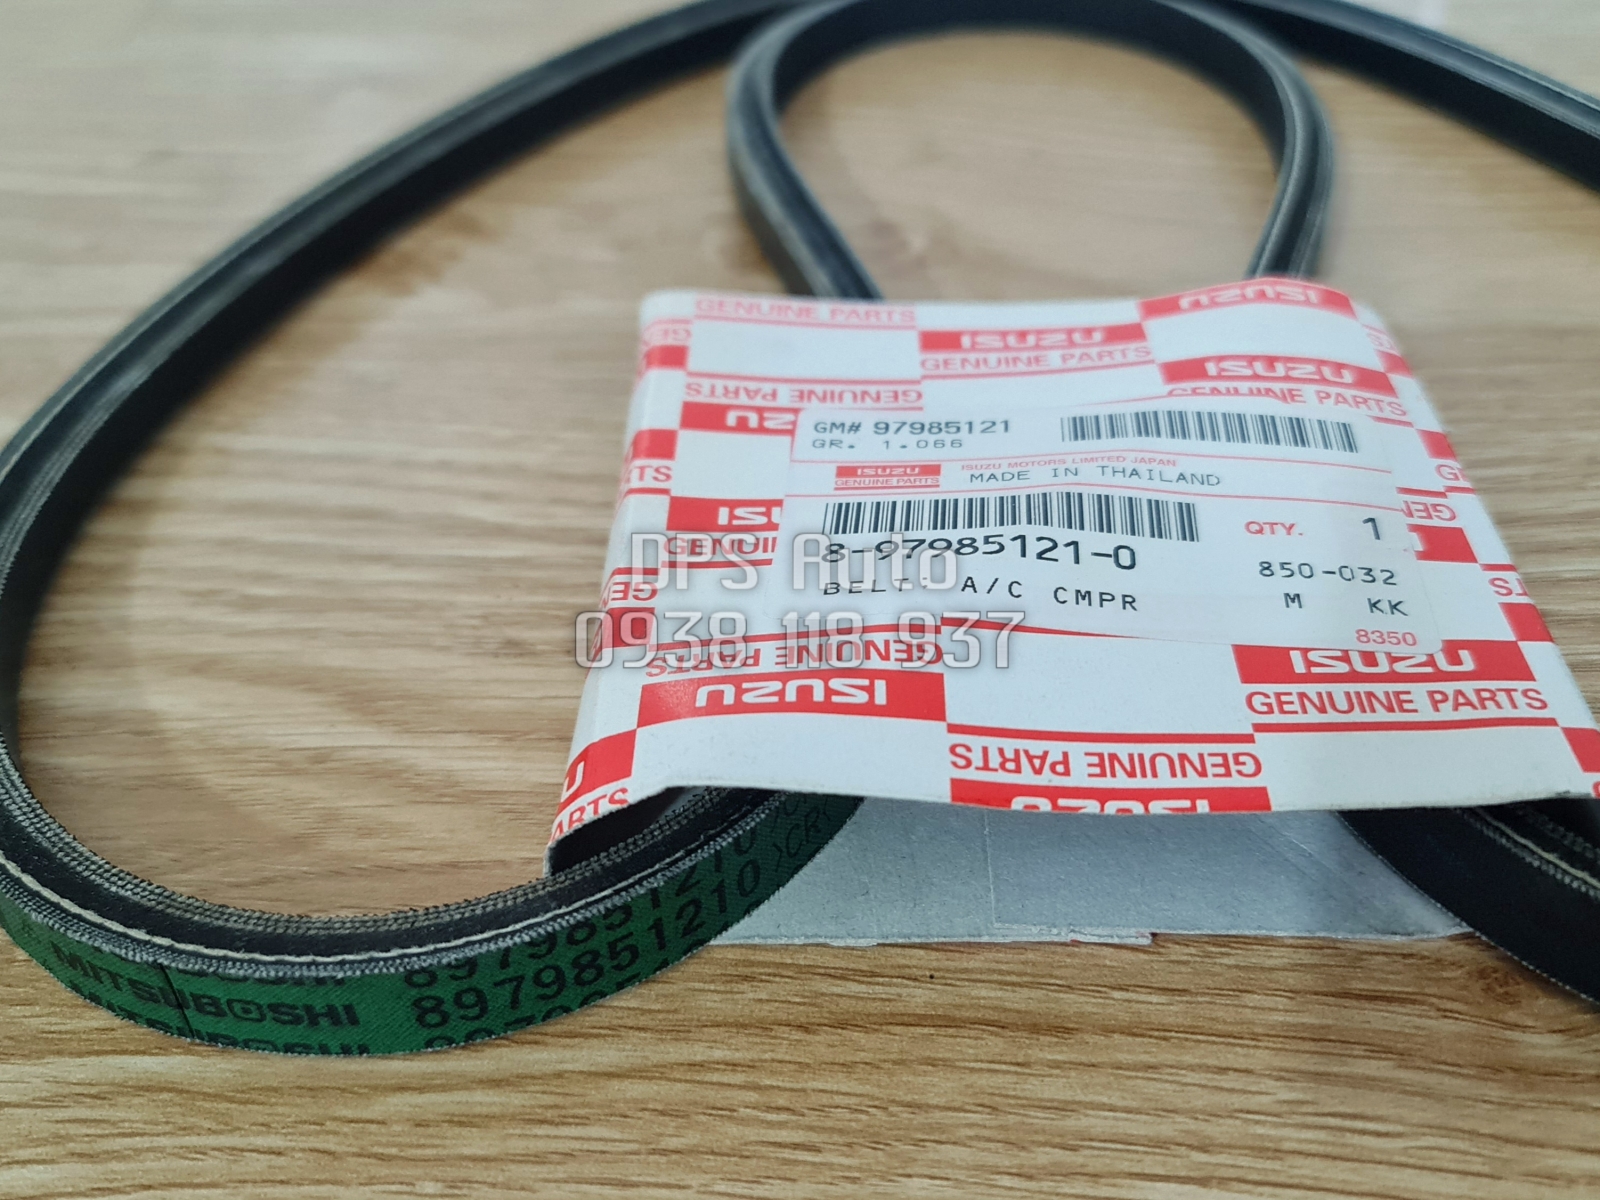 GENUINE PARTS
ISUZU
ISUZU
GENUINE PARTS
ISUZU
GENUINE PARTS
GENUINE PARTS
GM# 97985121
GR. 1.066
ISUZU
GENUINE PARTS
ISUZU MOTORS LIMITED JAPAN
MADE IN THAILAND
8-97985121-0
BELT; A/C CMPR
QTY. 1
850-032
M KK
8350
DPS Auto
0938 118 937
GENUINE PARTS
ISUZU
ISUZU
GENUINE PARTS
GENUINE PARTS
ISUZU
MITSUBOSHI 8979851210